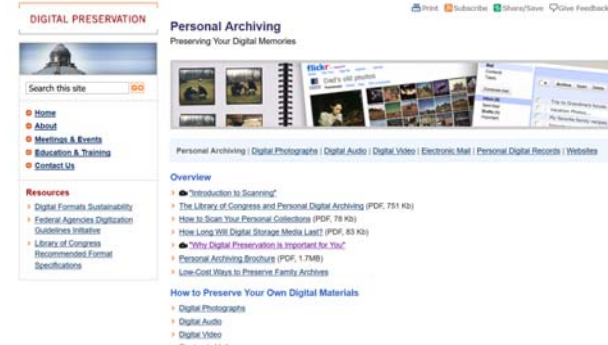 Print Subscribe Share/Save Give Feedback
DIGITAL PRESERVATION
Search this site GO
Home
About
Meetings & Events
Education & Training
Contact Us
Resources
Digital Formats Sustainability
Federal Agencies Digitization
Guidelines Initiative
Library of Congress
Recommended Format
Specifications
Personal Archiving
Preserving Your Digital Memories
flickr
Dad's old photos
Personal Archiving | Digital Photographs | Digital Audio | Digital Video | Electronic Mail | Personal Digital Records | Websites
Overview
"Introduction to Scanning"
The Library of Congress and Personal Digital Archiving (PDF, 751 Kb)
How to Scan Your Personal Collections (PDF, 78 Kb)
How Long Will Digital Storage Media Last? (PDF, 83 Kb)
"Why Digital Preservation is Important for You"
Personal Archiving Brochure (PDF, 1.7MB)
Low-Cost Ways to Preserve Family Archives
How to Preserve Your Own Digital Materials
Digital Photographs
Digital Audio
Digital Video